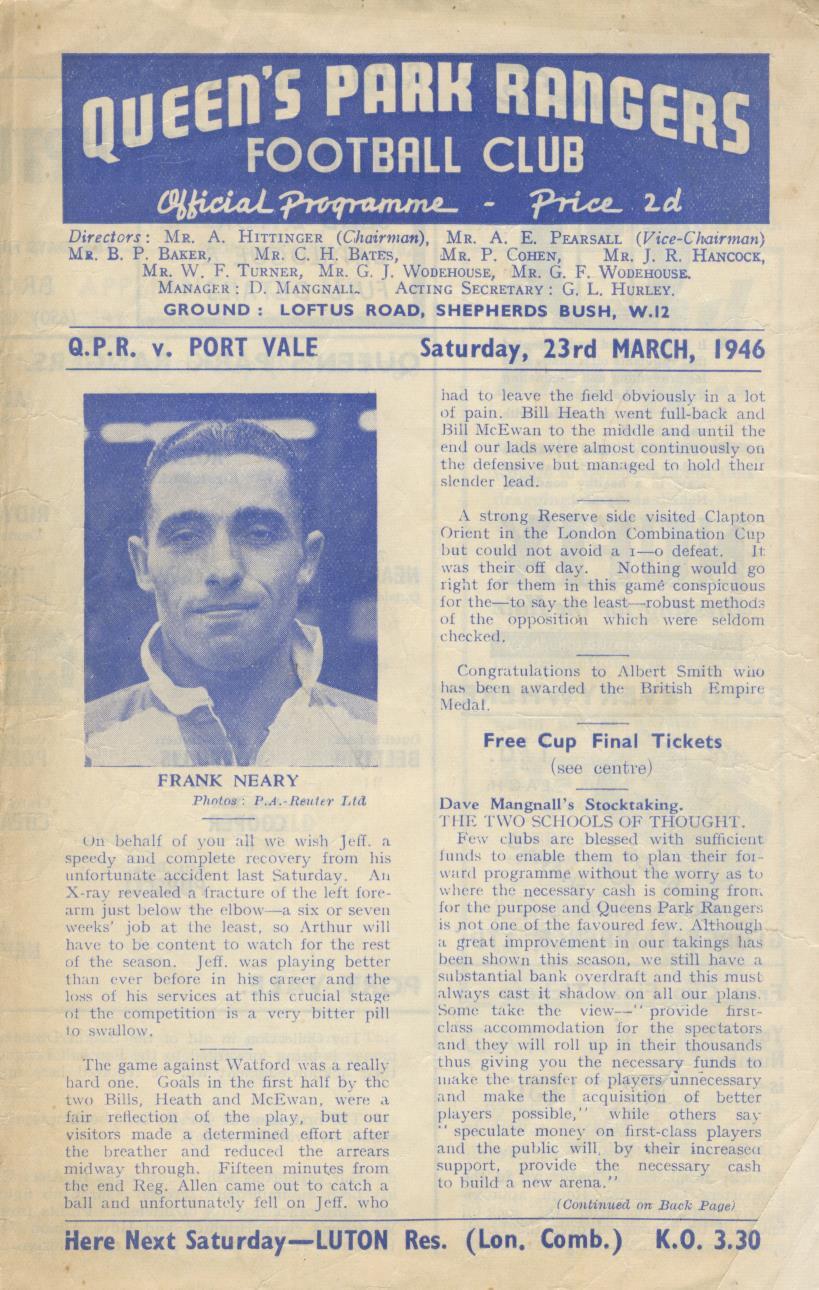 QUEEN'S PARK RANGERS
FOOTBALL CLUB
Official Programme - Price 2d
Directors: MR. A. HITTINGER (Chairman), MR. A. E. PEARSALL (Vice-Chairman)
MR. B. P. BAKER, MR. C. H. BATES, MR. P. COHEN, MR. J. R. HANCOCK,
MR. W. F. TURNER, MR. G. J. WODEHOUSE, MR. G. F. WODEHOUSE.
MANAGER: D. MANGNALL. ACTING SECRETARY: G. L. HURLEY.
GROUND: LOFTUS ROAD, SHEPHERDS BUSH, W.12
Q.P.R. v. PORT VALE Saturday, 23rd MARCH, 1946
FRANK NEARY
Photos: P.A.-Reuter Ltd
On behalf of you all we wish Jeff. a
speedy and complete recovery from his
unfortunate accident last Saturday. An
X-ray revealed a fracture of the left fore-
arm just below the elbow—a six or seven
weeks' job at the least, so Arthur will
have to be content to watch for the rest
of the season. Jeff. was playing better
than ever before in his career and the
loss of his services at this crucial stage
of the competition is a very bitter pill
to swallow.
The game against Watford was a really
hard one. Goals in the first half by the
two Bills, Heath and McEwan, were a
fair reflection of the play, but our
visitors made a determined effort after
the breather and reduced the arrears
midway through. Fifteen minutes from
the end Reg. Allen came out to catch a
ball and unfortunately fell on Jeff. who
had to leave the field obviously in a lot
of pain. Bill Heath went full-back and
Bill McEwan to the middle and until the
end our lads were almost continuously on
the defensive but managed to hold their
slender lead.
A strong Reserve side visited Clapton
Orient in the London Combination Cup
but could not avoid a 1—0 defeat. It
was their off day. Nothing would go
right for them in this game conspicuous
for the—to say the least—robust methods
of the opposition which were seldom
checked.
Congratulations to Albert Smith who
has been awarded the British Empire
Medal.
Free Cup Final Tickets
(see centre)
Dave Mangnall's Stocktaking.
THE TWO SCHOOLS OF THOUGHT.
Few clubs are blessed with sufficient
funds to enable them to plan their for-
ward programme without the worry as to
where the necessary cash is coming from
for the purpose and Queens Park Rangers
is not one of the favoured few. Although
a great improvement in our takings has
been shown this season, we still have a
substantial bank overdraft and this must
always cast it shadow on all our plans.
Some take the view—"provide first-
class accommodation for the spectators
and they will roll up in their thousands
thus giving you the necessary funds to
make the transfer of players unnecessary
and make the acquisition of better
players possible," while others say
"speculate money on first-class players
and the public will, by their increased
support, provide the necessary cash
to build a new arena."
(Continued on Back Page)
Here Next Saturday—LUTON Res. (Lon. Comb.) K.O. 3.30